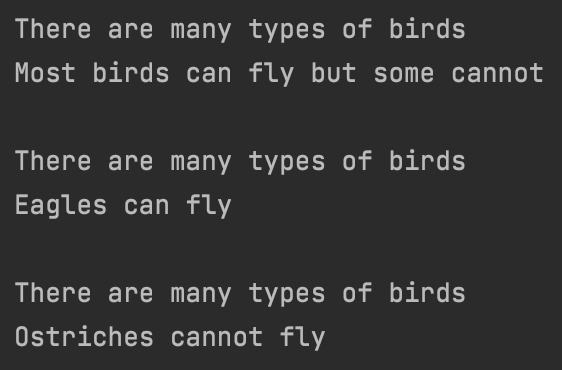 There are many types of birds
Most birds can fly but some cannot
There are many types of birds
Eagles can fly
There are many types of birds
Ostriches cannot fly